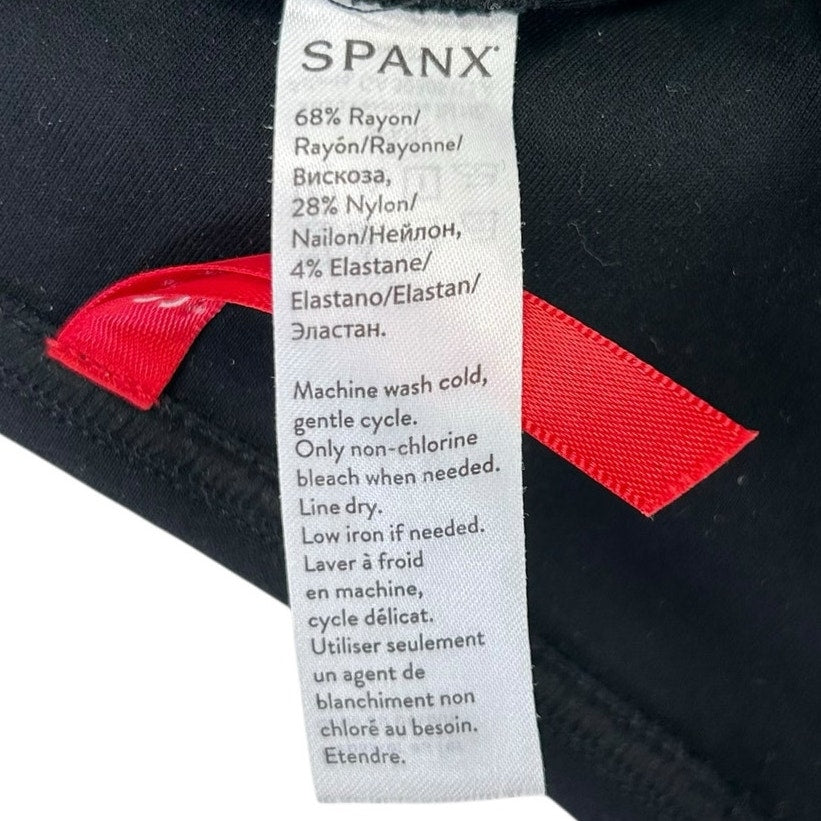 SPANX
68% Rayon/
Rayón/Rayonne/
Вискоза,
28% Nylon/
Nailon/Нейлон,
4% Elastane/
Elastano/Elastan/
Эластан.
Machine wash cold,
gentle cycle.
Only non-chlorine
bleach when needed.
Line dry.
Low iron if needed.
Laver à froid
en machine,
cycle délicat.
Utiliser seulement
un agent de
blanchiment non
chloré au besoin.
Etendre.